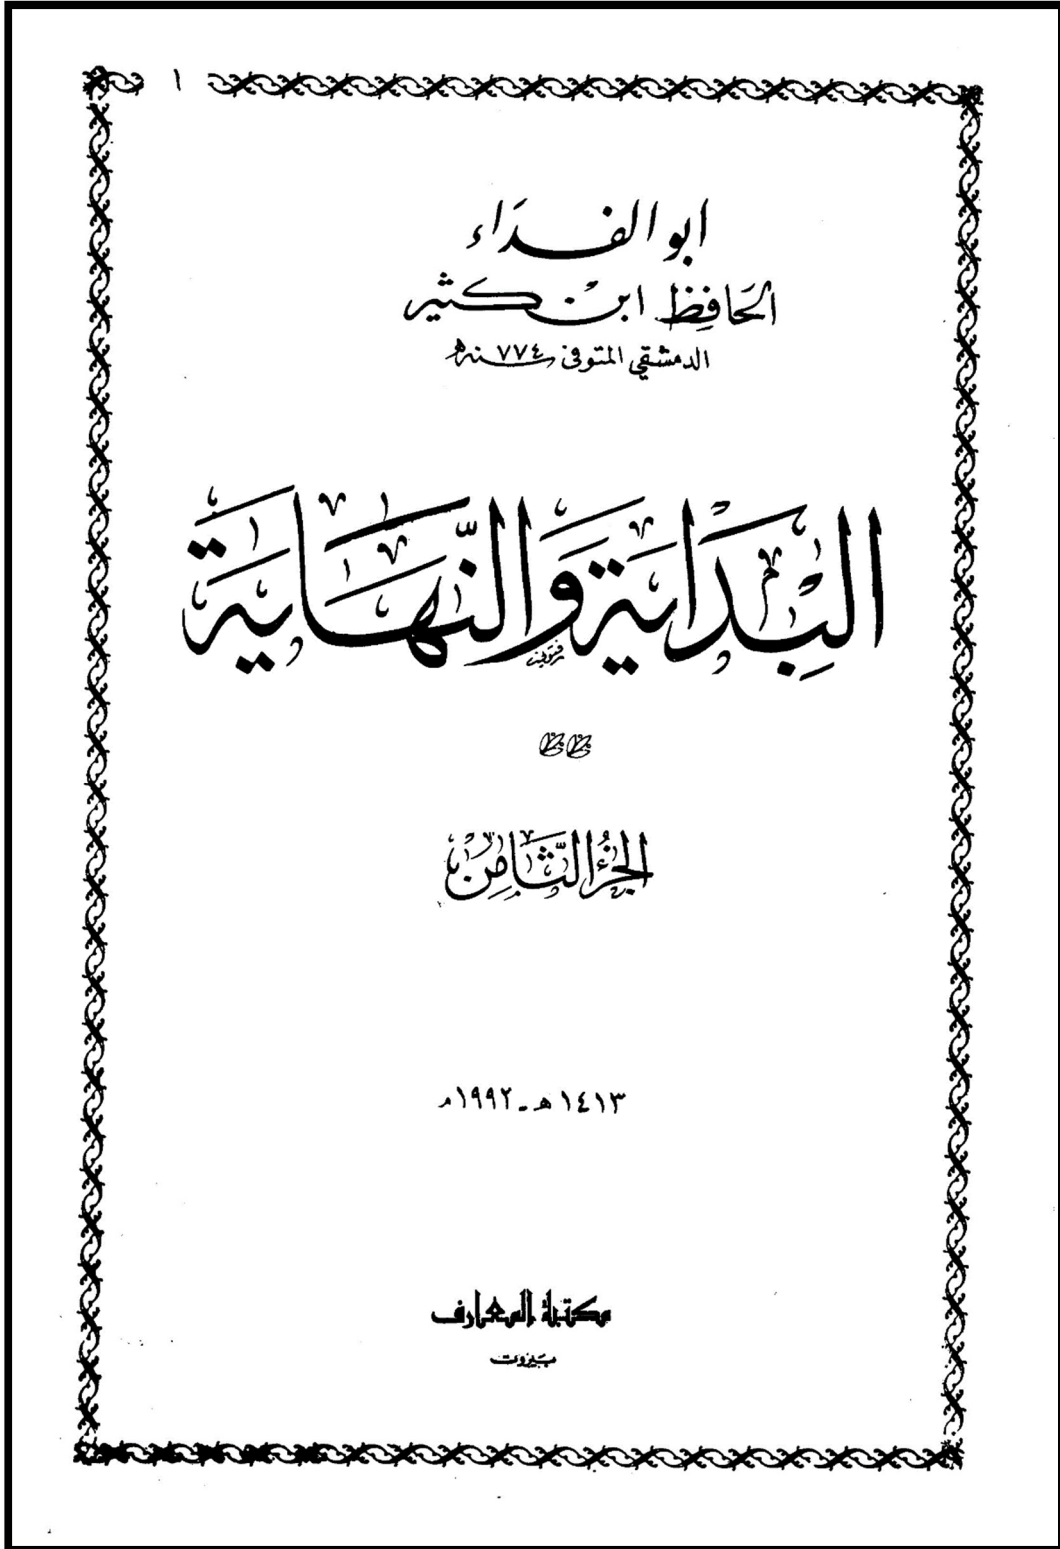 ١
ابو الفداء
الحافظ ابن كثير
الدمشقي المتوفى سنة ٧٧٤ هـ
البداية والنهاية
الجزء الثامن
١٤١٣ هـ - ١٩٩٢ م
مكتبة المعارف
بيروت